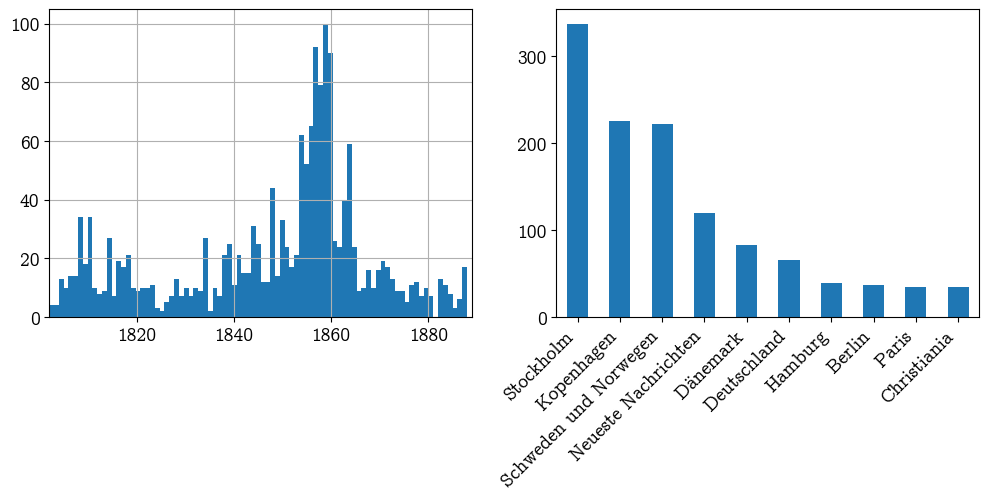 100
80
60
40
20
0
1820 1840 1860 1880
300
200
100
0
Stockholm
Kopenhagen
Schweden und Norwegen
Neueste Nachrichten
Dänemark
Deutschland
Hamburg
Berlin
Paris
Christiania